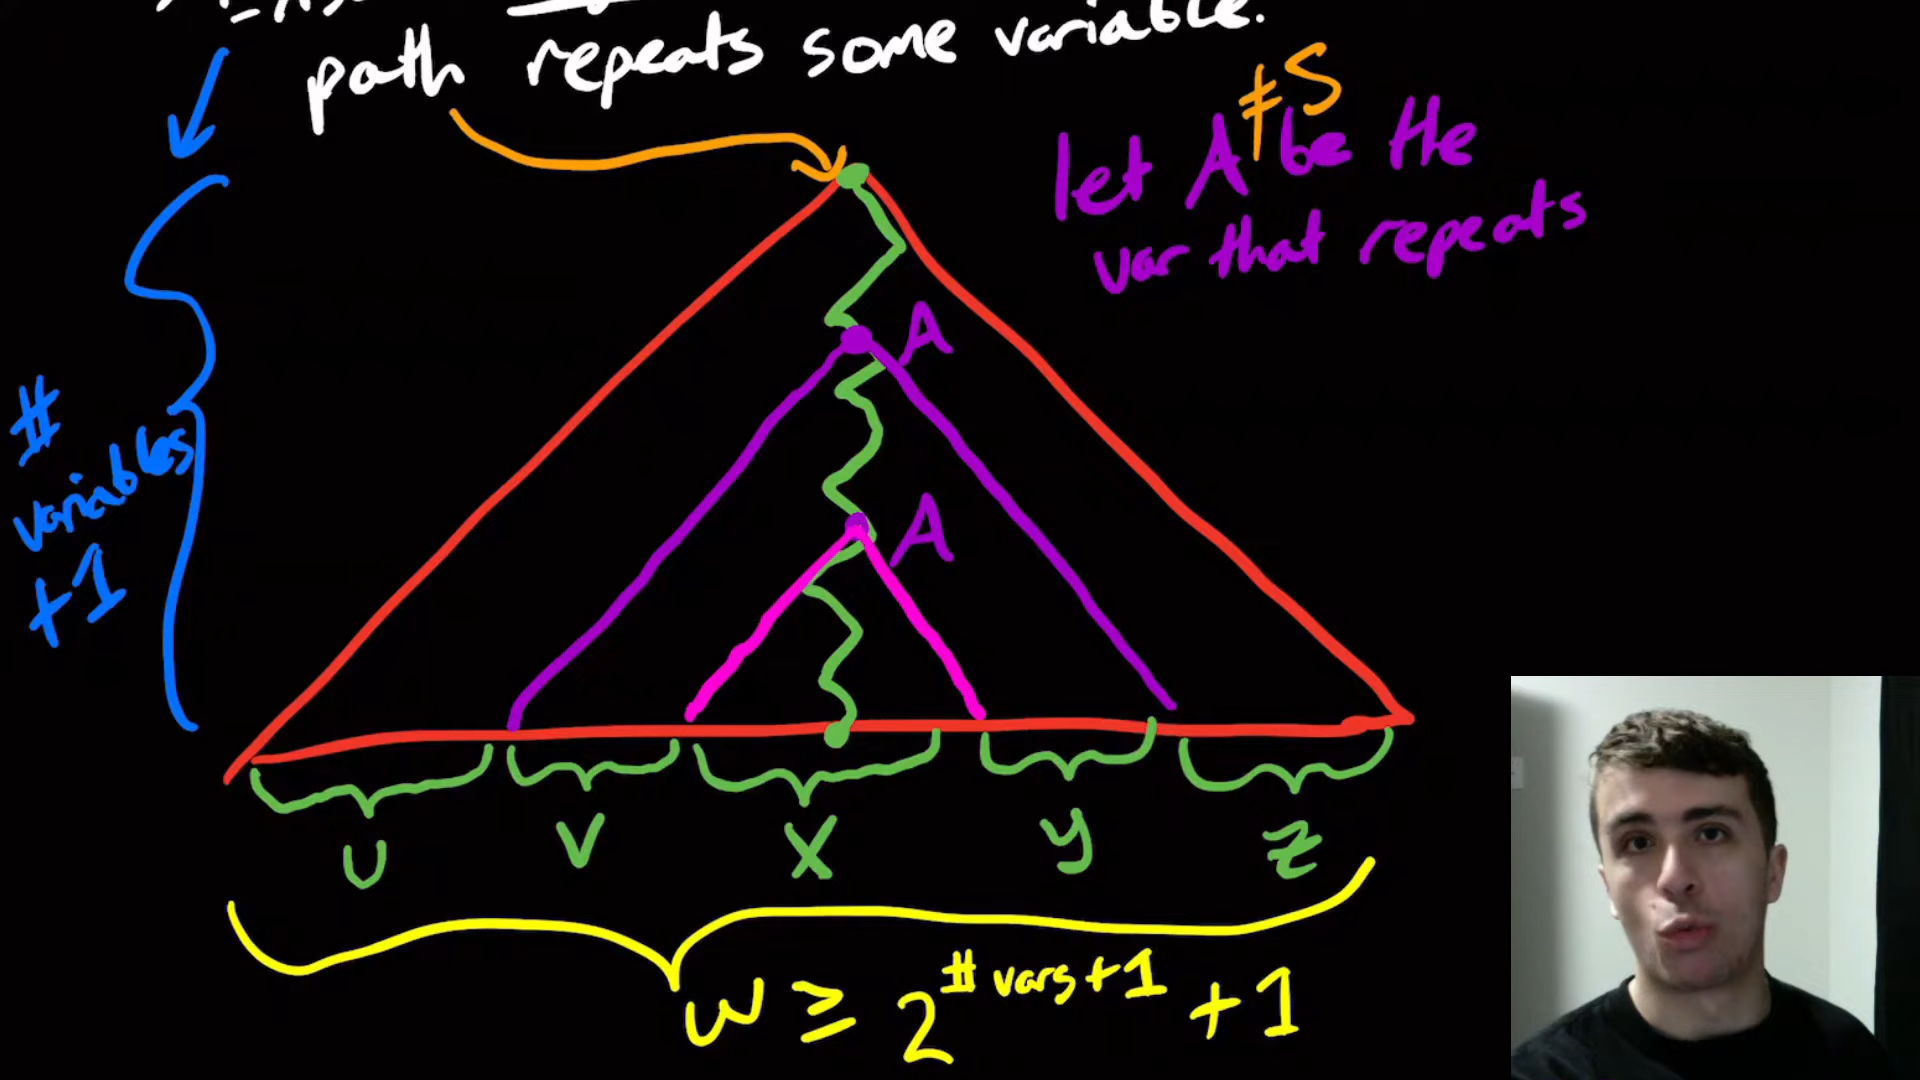 path repeats some variable.
≠S
let A be the
var that repeats
A
A
#
variables
+1
U V X y z
w ≥ 2^# vars+1 +1